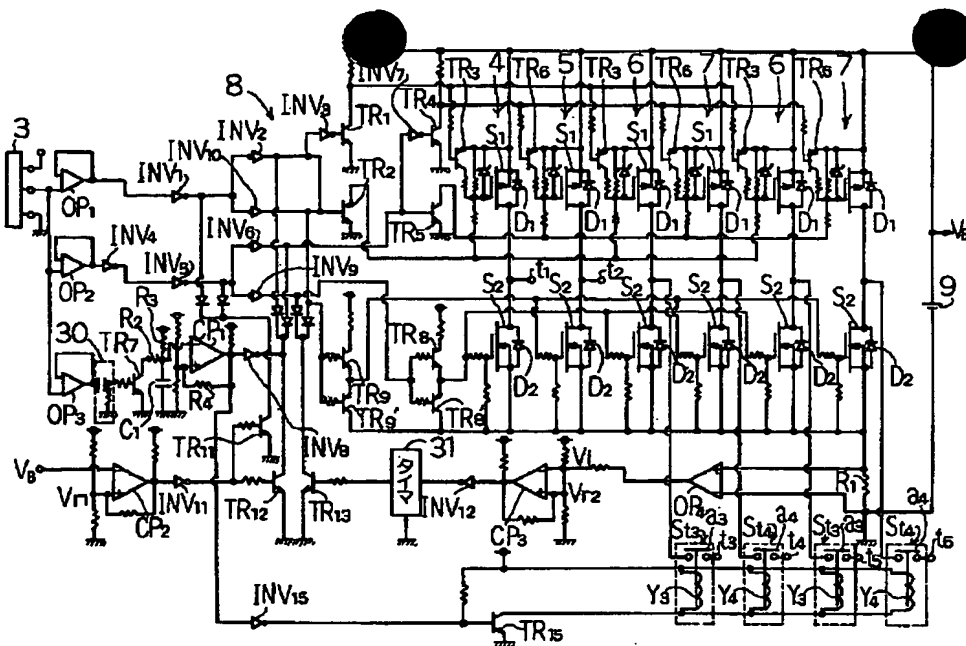 INV7
TR3 4 TR6 5 TR3 6 TR6 7 TR3 6 TR6 7
8 INV3 TR1 TR4
INV2
3
INV10
S1 S1 S1 S1
INV1
TR2
OP1
D1 D1 D1 D1 D1 D1
INV6
TR5
INV4
VB
INV5
INV9
t1 t2
9
OP2
S2 S2 S2 S2 S2 S2
R3
R2
CP1
TR8
30
TR7
TR9
D2 D2 D2 D2 D2 D2
OP3
R4
C1
TR9' TR8'
INV8
31
TR11
タイマ
VB
Vr1
Vi
R1
INV11
TR12 TR13
INV12
Vr2
OP4
CP2
CP3
a3 a4 a3 a4
St3 St4 St3' St4'
t3 t4 t5 t6
Y3 Y4 Y3 Y4
INV15
TR15